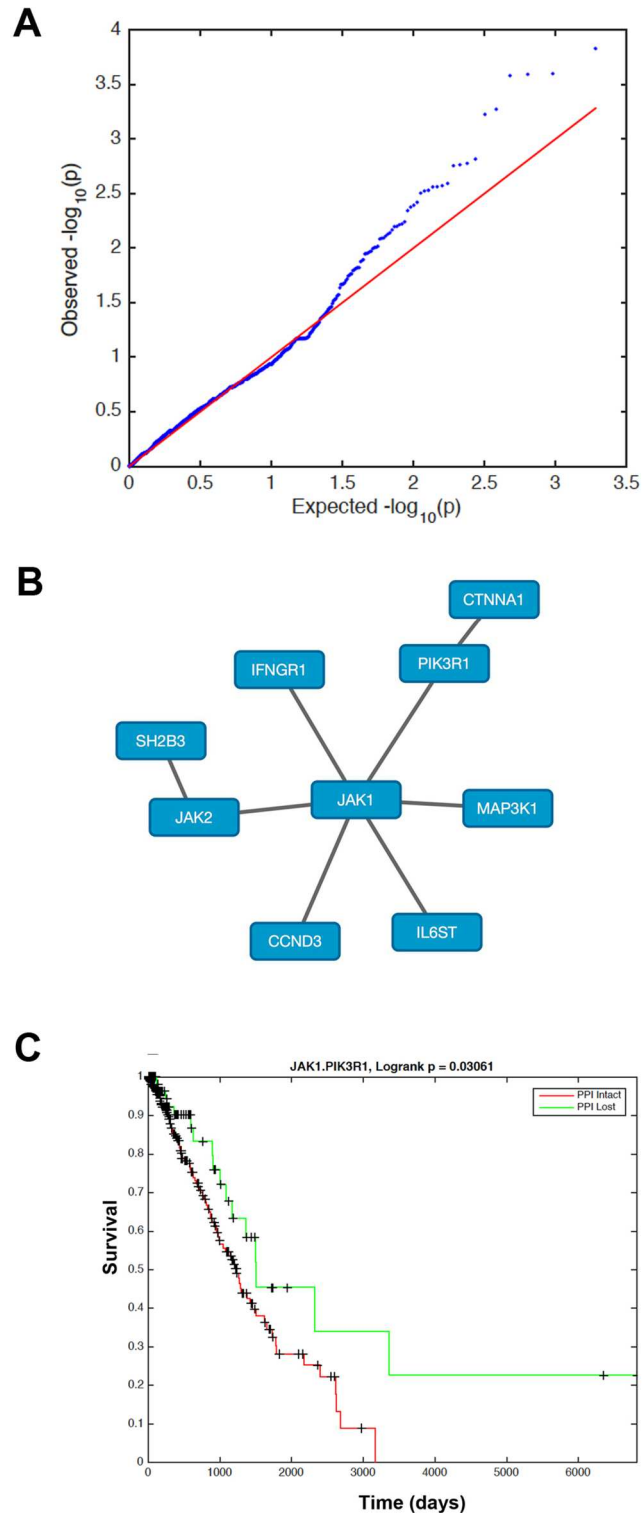 A
4
3.5
3
2.5
2
1.5
1
0.5
0
Observed -log10(p)
0 0.5 1 1.5 2 2.5 3 3.5
Expected -log10(p)
B
CTNNA1
IFNGR1
PIK3R1
SH2B3
JAK1
MAP3K1
JAK2
CCND3
IL6ST
C
JAK1.PIK3R1, Logrank p = 0.03061
PPI Intact
PPI Lost
1
0.9
0.8
0.7
0.6
0.5
0.4
0.3
0.2
0.1
0
Survival
0 1000 2000 3000 4000 5000 6000
Time (days)